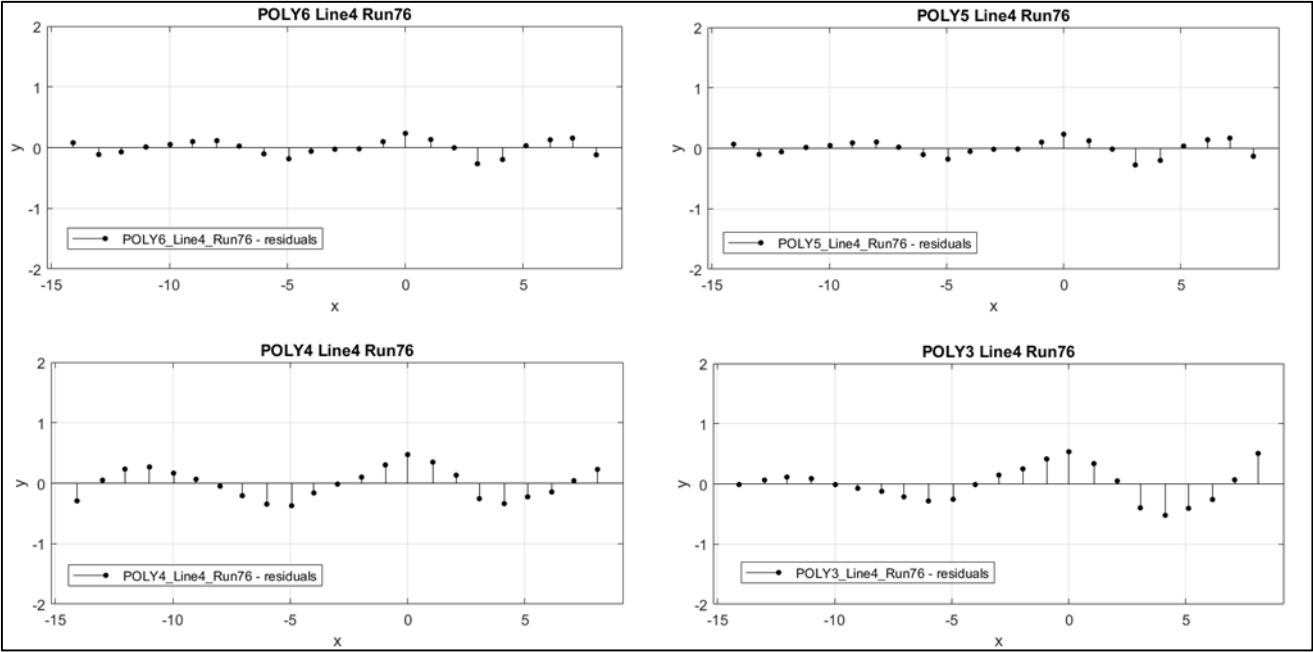 POLY6 Line4 Run76
2
1
0
-1
-2
y
POLY6_Line4_Run76 - residuals
-15
-10
-5
0
5
x
POLY5 Line4 Run76
2
1
0
-1
-2
y
POLY5_Line4_Run76 - residuals
-15
-10
-5
0
5
x
POLY4 Line4 Run76
2
1
0
-1
-2
y
POLY4_Line4_Run76 - residuals
-15
-10
-5
0
5
x
POLY3 Line4 Run76
2
1
0
-1
-2
y
POLY3_Line4_Run76 - residuals
-15
-10
-5
0
5
x